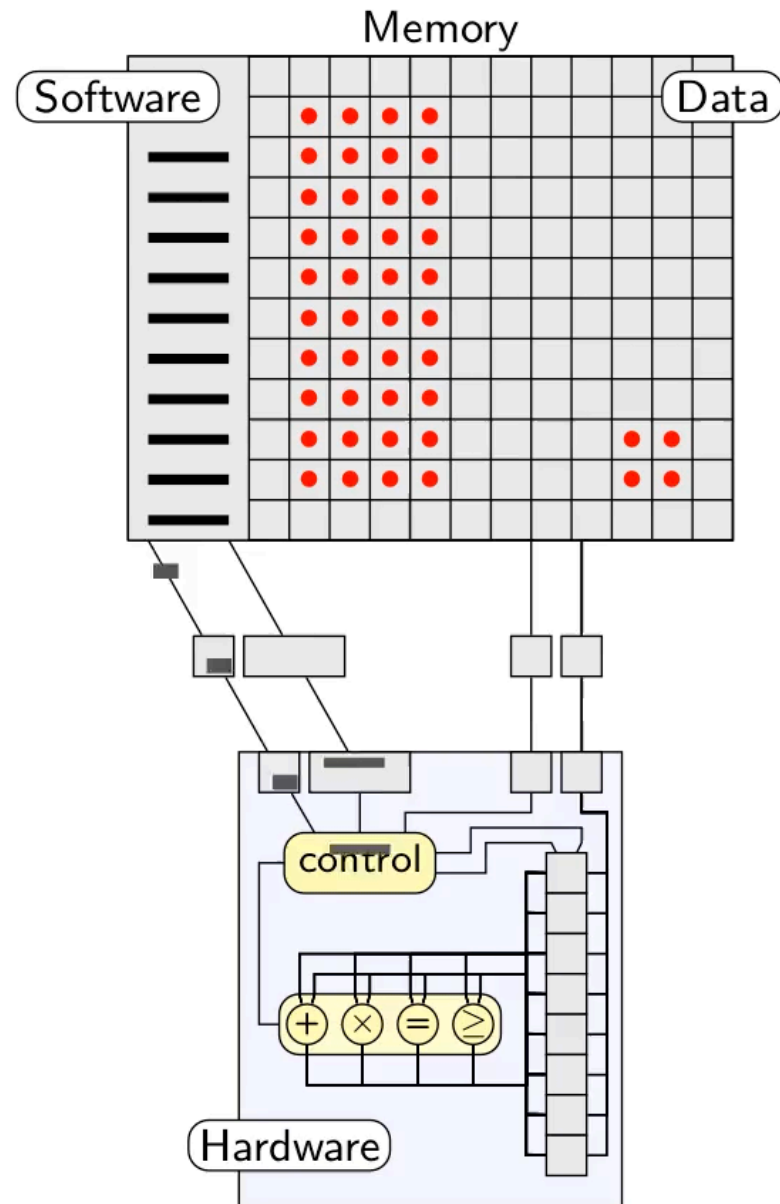 Memory
Software
Data
control
+ × = ≥
Hardware